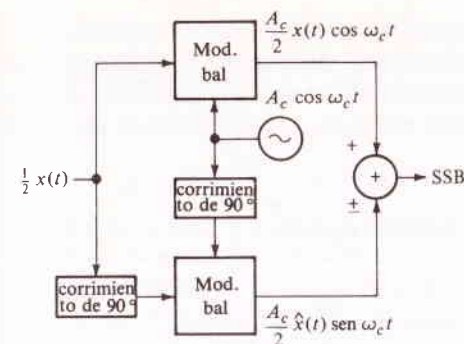 Mod.
bal
A_c/2 x(t) cos ω_c t
A_c cos ω_c t
~
½ x(t)
corrimien
to de 90°
+
+
±
SSB
corrimien
to de 90°
Mod.
bal
A_c/2 x̂(t) sen ω_c t